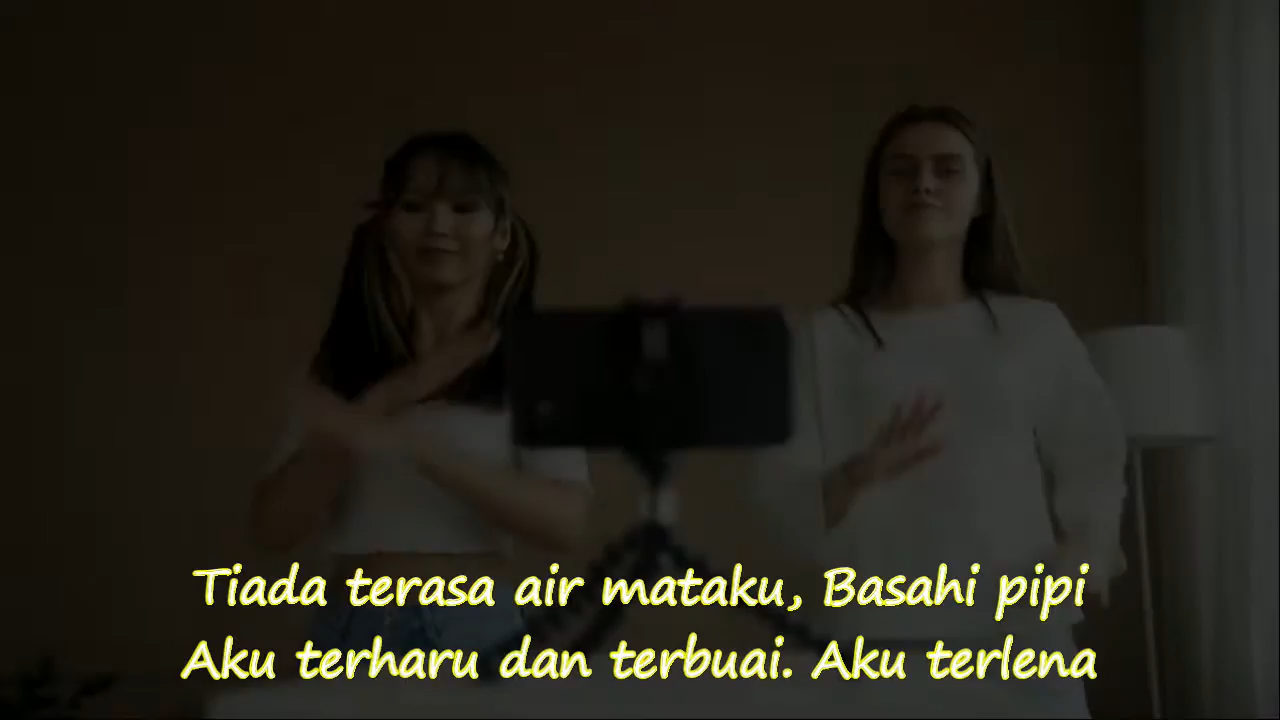 Tiada terasa air mataku, Basahi pipi
Aku terharu dan terbuai. Aku terlena